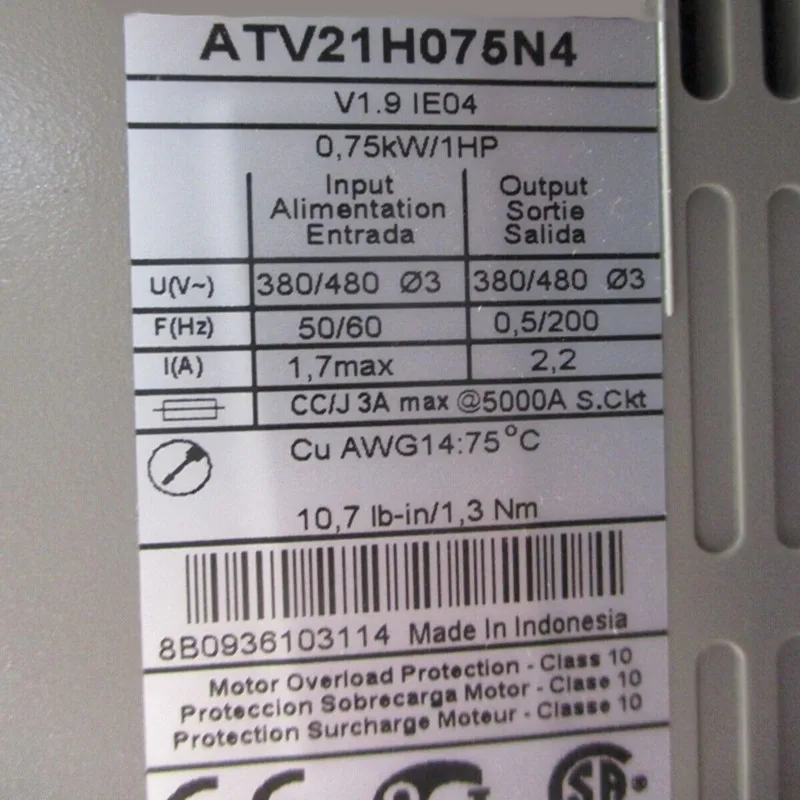 ATV21H075N4
V1.9 IE04
0,75kW/1HP
Input Output
Alimentation Sortie
Entrada Salida
U(V~) 380/480 Ø3 380/480 Ø3
F(Hz) 50/60 0,5/200
I(A) 1,7max 2,2
CC/J 3A max @5000A S.Ckt
Cu AWG14:75°C
10,7 lb-in/1,3 Nm
8B0936103114 Made In Indonesia
Motor Overload Protection - Class 10
Proteccion Sobrecarga Motor - Clase 10
Protection Surcharge Moteur - Classe 10
CE
SA